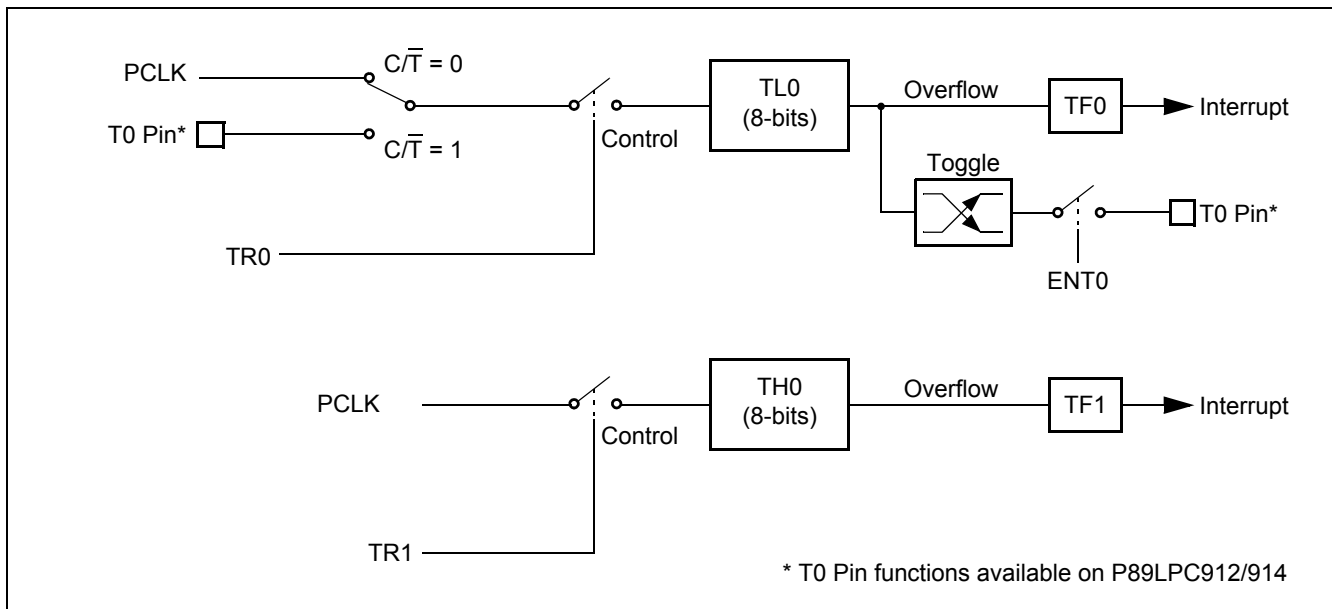 PCLK
C/T̅ = 0
T0 Pin*
C/T̅ = 1
Control
TR0
TL0
(8-bits)
Overflow
TF0
Interrupt
Toggle
T0 Pin*
ENT0
PCLK
Control
TR1
TH0
(8-bits)
Overflow
TF1
Interrupt
* T0 Pin functions available on P89LPC912/914